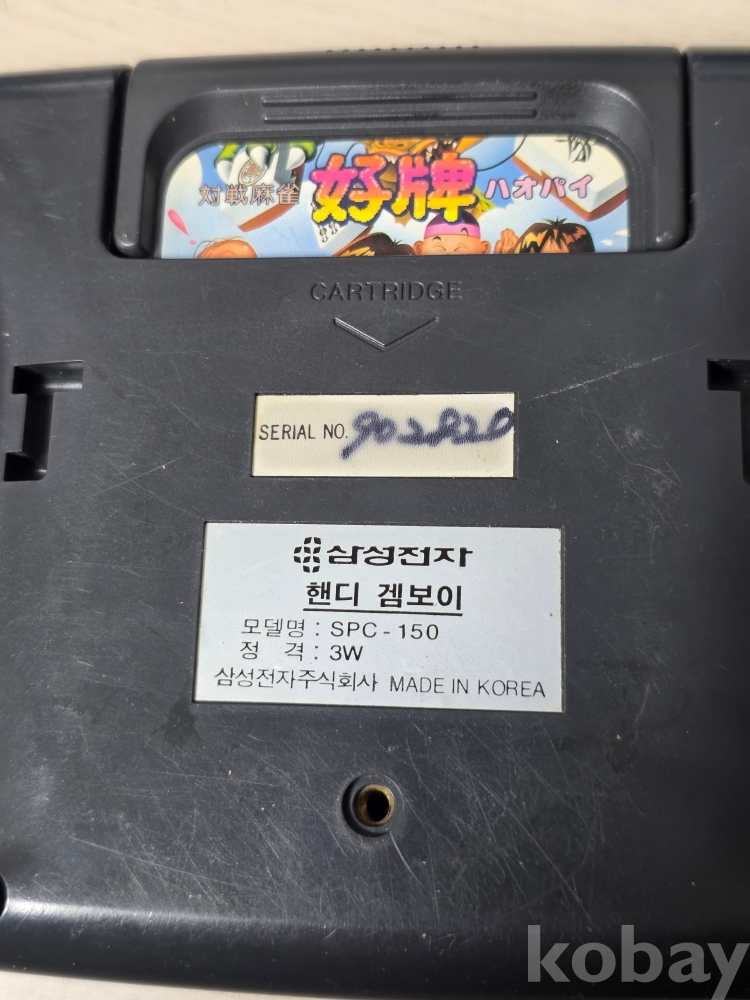 対戦麻雀 好牌 ハオパイ
CARTRIDGE
SERIAL NO. 902820
삼성전자
핸디 겜보이
모델명 : SPC-150
정 격 : 3W
삼성전자주식회사 MADE IN KOREA
kobay